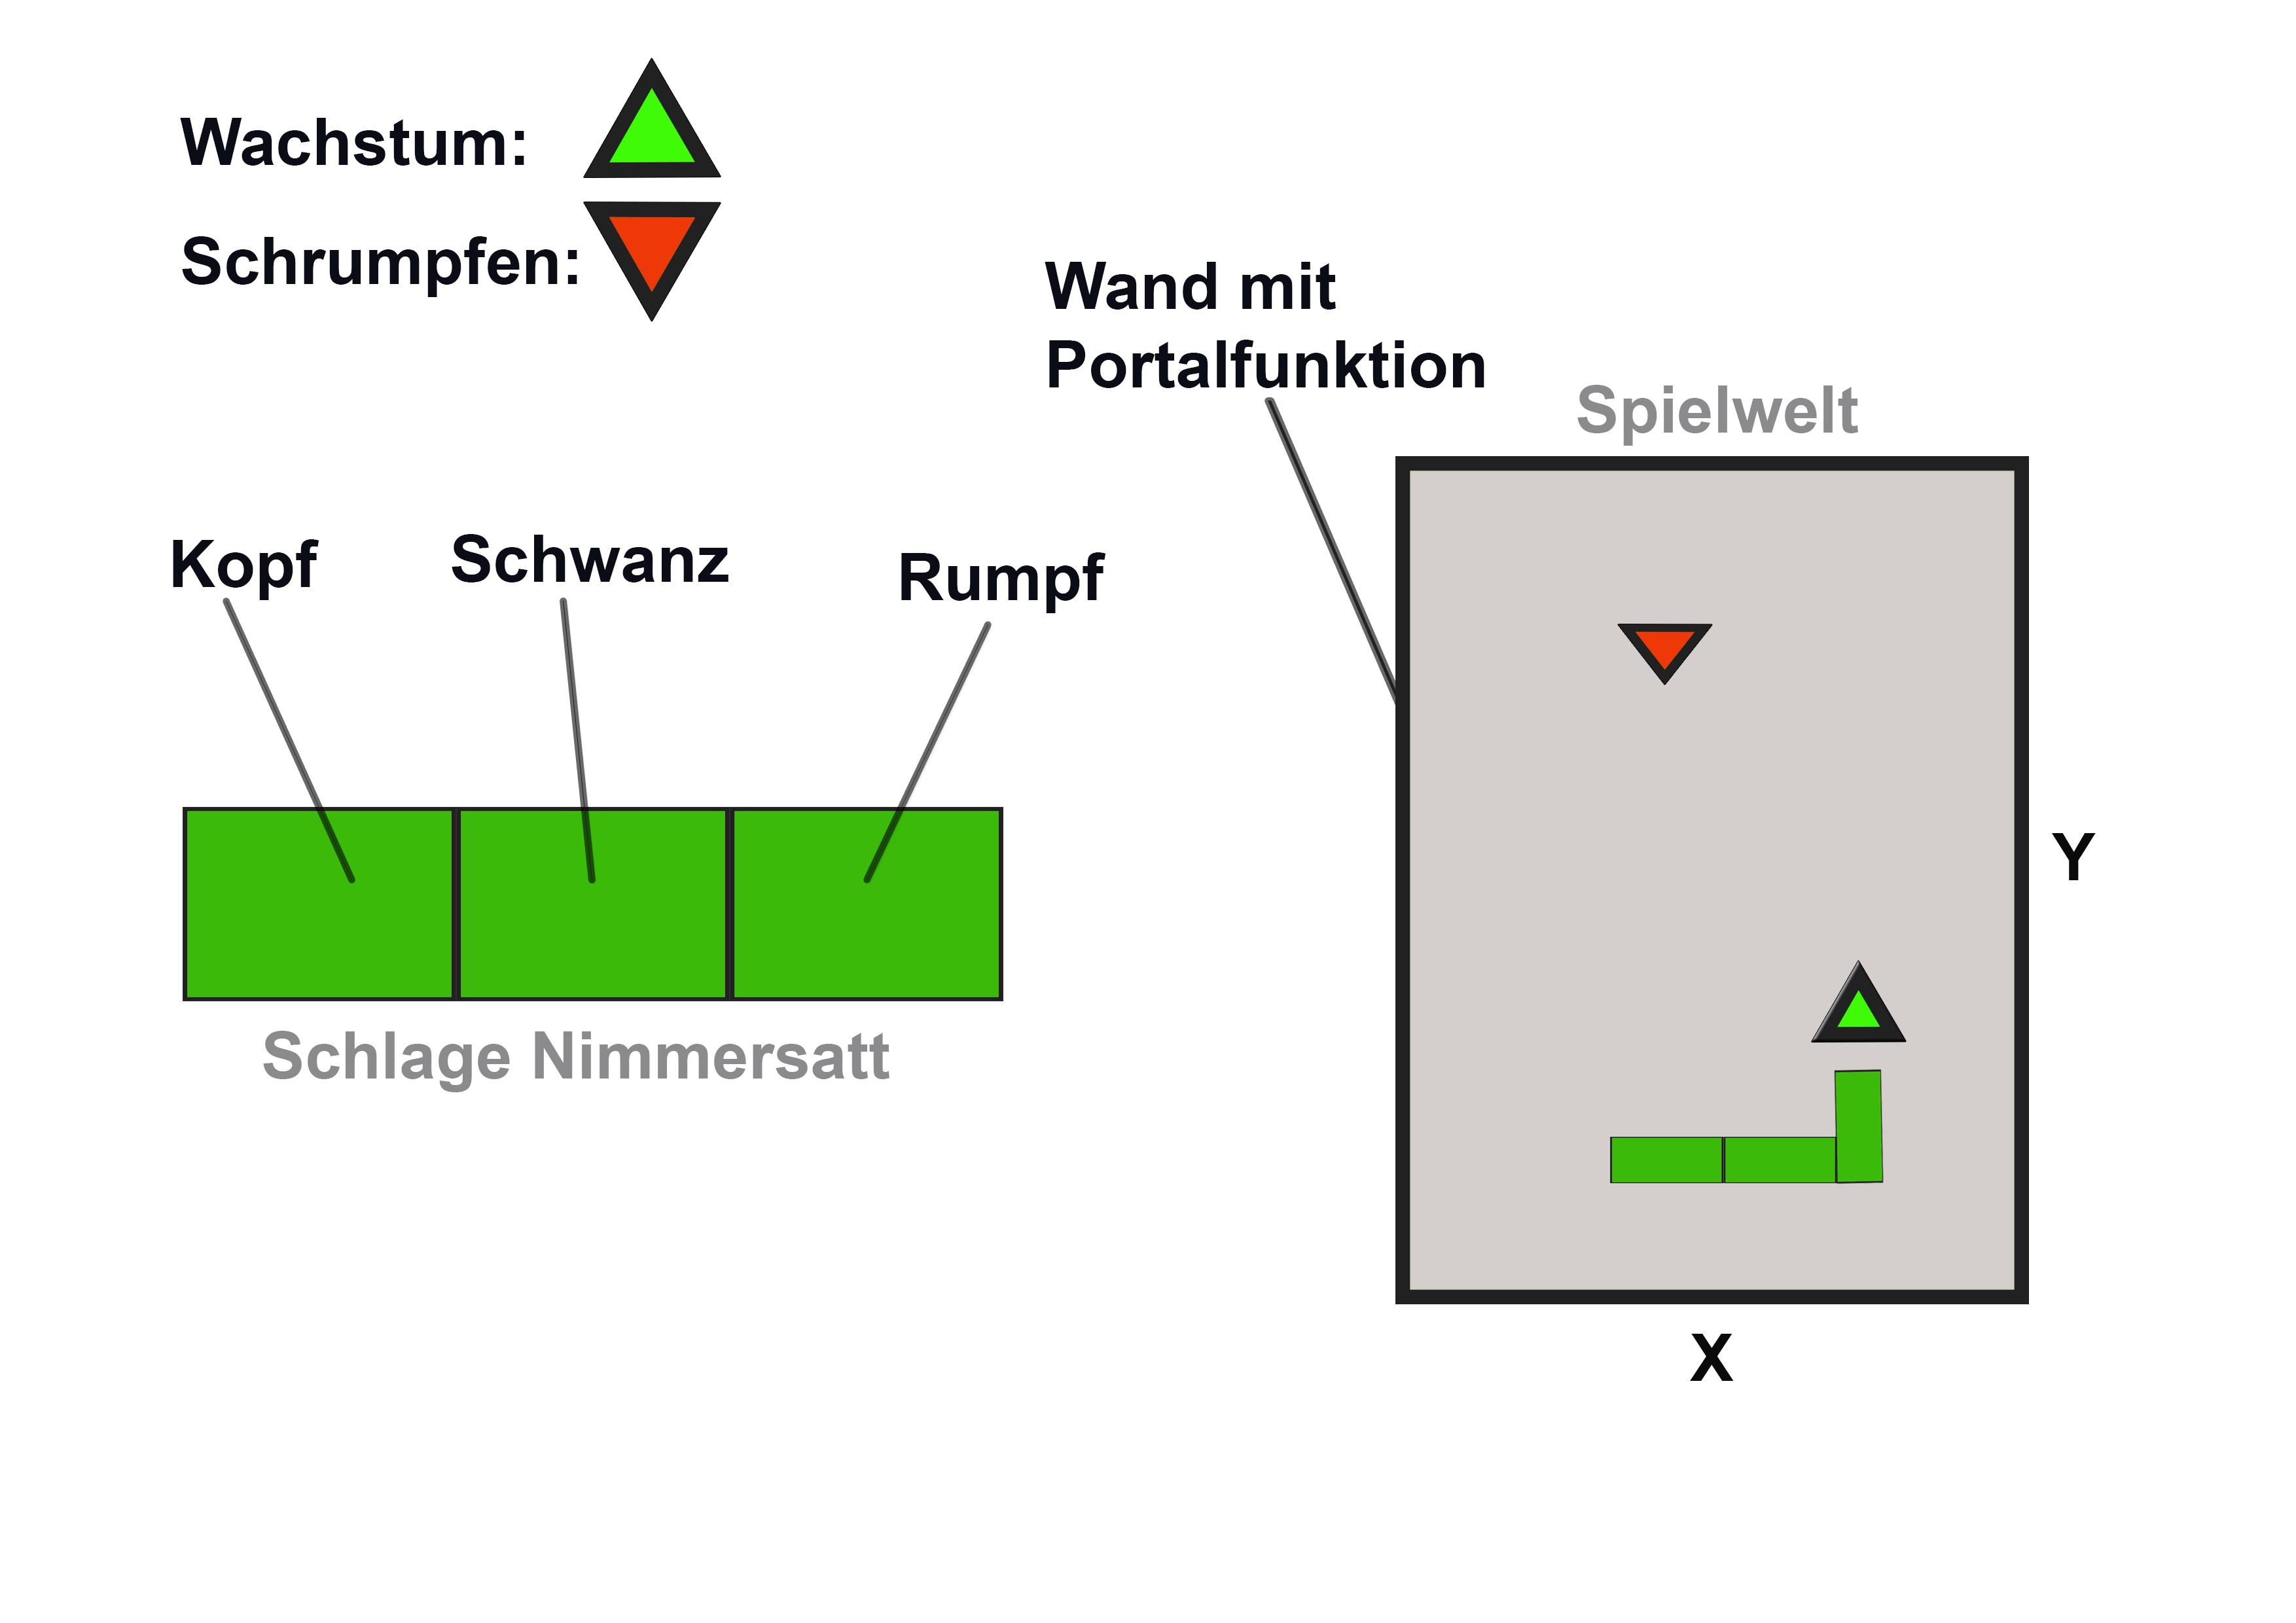 Wachstum:
Schrumpfen:
Wand mit
Portalfunktion
Spielwelt
Kopf
Schwanz
Rumpf
Schlage Nimmersatt
Y
X